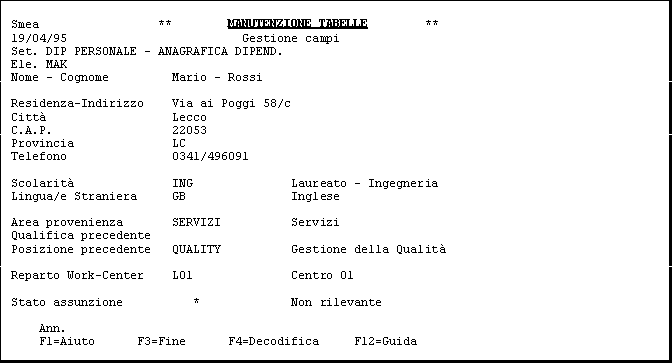 Smea ** MANUTENZIONE TABELLE **
19/04/95 Gestione campi
Set. DIP PERSONALE - ANAGRAFICA DIPEND.
Ele. MAK
Nome - Cognome Mario - Rossi
Residenza-Indirizzo Via ai Poggi 58/c
Città Lecco
C.A.P. 22053
Provincia LC
Telefono 0341/496091
Scolarità ING Laureato - Ingegneria
Lingua/e Straniera GB Inglese
Area provenienza SERVIZI Servizi
Qualifica precedente
Posizione precedente QUALITY Gestione della Qualità
Reparto Work-Center L01 Centro 01
Stato assunzione * Non rilevante
Ann.
F1=Aiuto F3=Fine F4=Decodifica F12=Guida